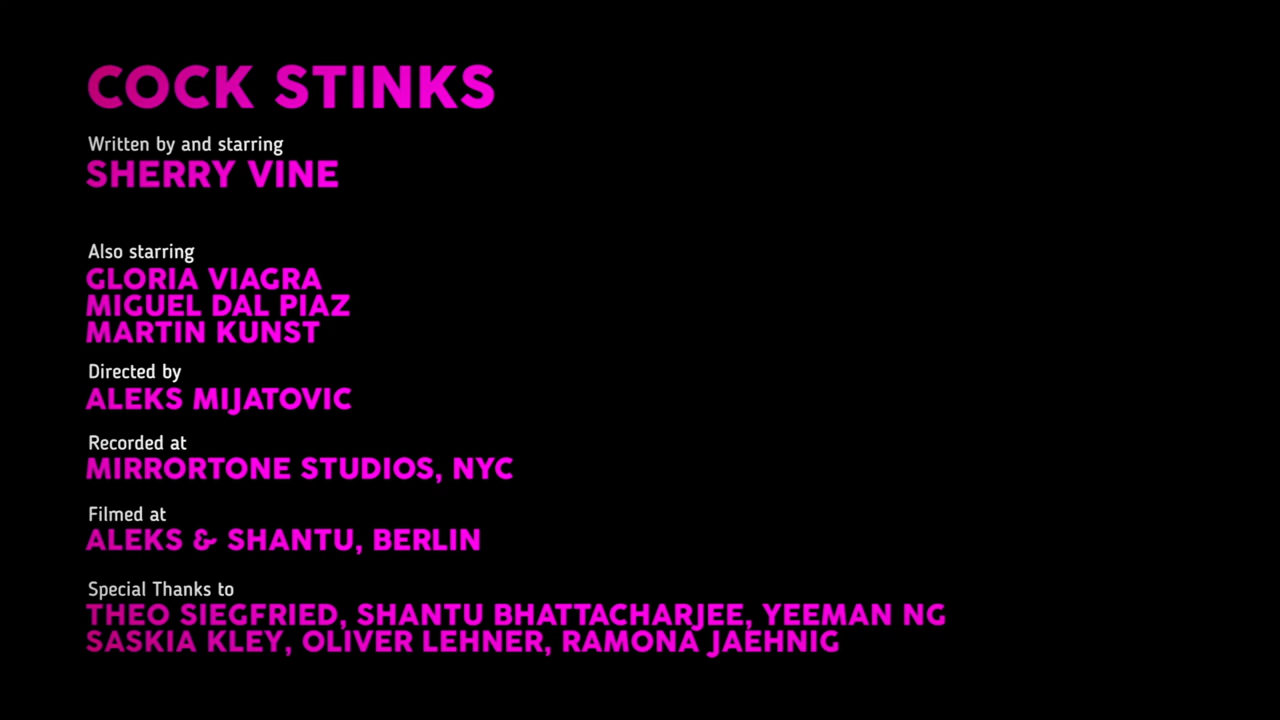 COCK STINKS
Written by and starring
SHERRY VINE
Also starring
GLORIA VIAGRA
MIGUEL DAL PIAZ
MARTIN KUNST
Directed by
ALEKS MIJATOVIC
Recorded at
MIRRORTONE STUDIOS, NYC
Filmed at
ALEKS & SHANTU, BERLIN
Special Thanks to
THEO SIEGFRIED, SHANTU BHATTACHARJEE, YEEMAN NG
SASKIA KLEY, OLIVER LEHNER, RAMONA JAEHNIG